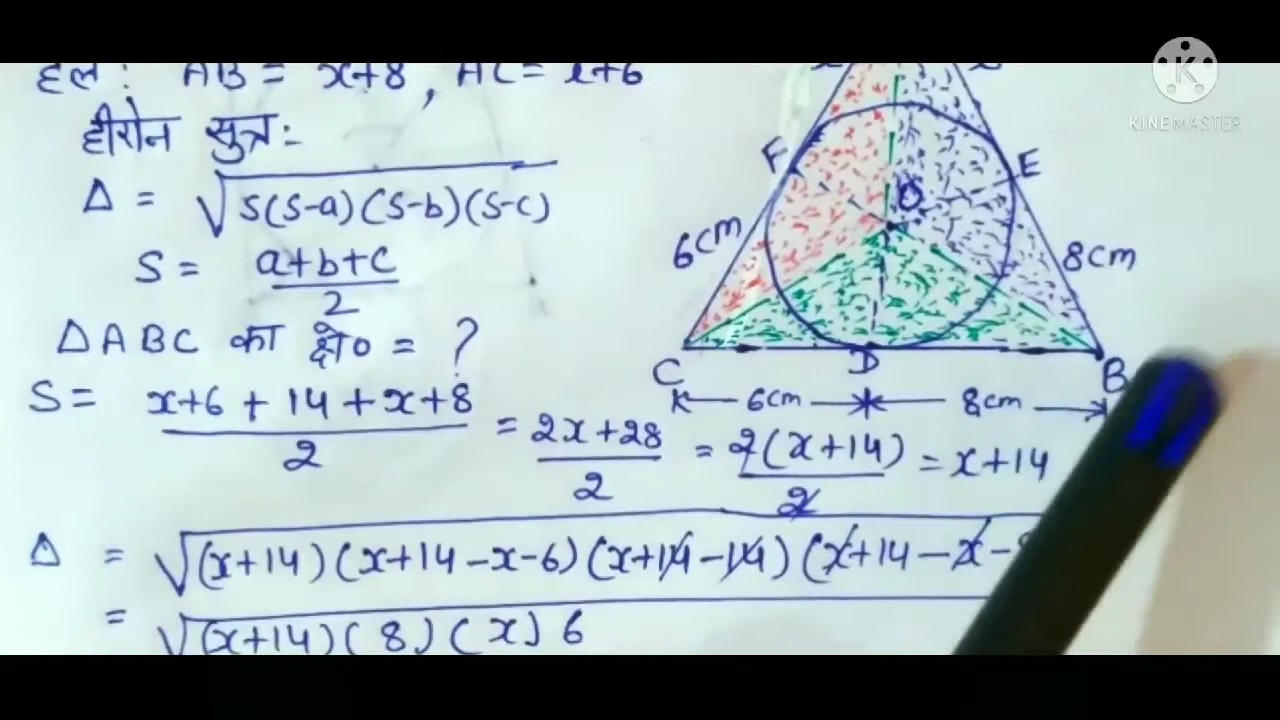 हल: AB = x+8, AC = x+6
हीरोन सूत्र:
Δ = √s(s-a)(s-b)(s-c)
S = a+b+c/2
ΔABC का क्षे० = ?
S = x+6+14+x+8/2 = 2x+28/2 = 2(x+14)/2 = x+14
Δ = √(x+14)(x+14-x-6)(x+14-14)(x+14-x-
= √(x+14)(8)(x)6
F
E
O
6cm
8cm
C
D
B
6cm
8cm
K
KINEMASTER